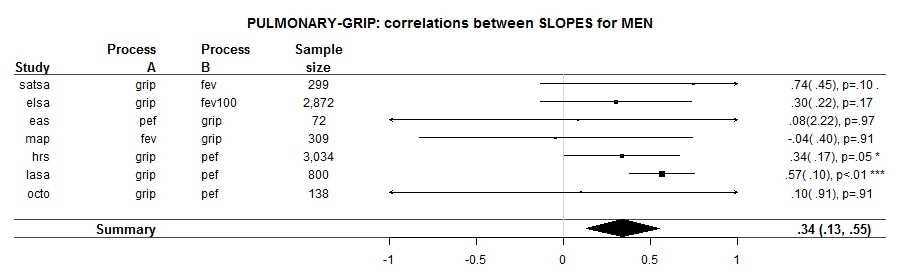 PULMONARY-GRIP: correlations between SLOPES for MEN
Process Process Sample
Study A B size
satsa grip fev 299 .74( .45), p=.10 .
elsa grip fev100 2,872 .30( .22), p=.17
eas pef grip 72 .08(2.22), p=.97
map fev grip 309 -.04( .40), p=.91
hrs grip pef 3,034 .34( .17), p=.05 *
lasa grip pef 800 .57( .10), p<.01 ***
octo grip pef 138 .10( .91), p=.91
Summary .34 (.13, .55)
-1 -0.5 0 0.5 1